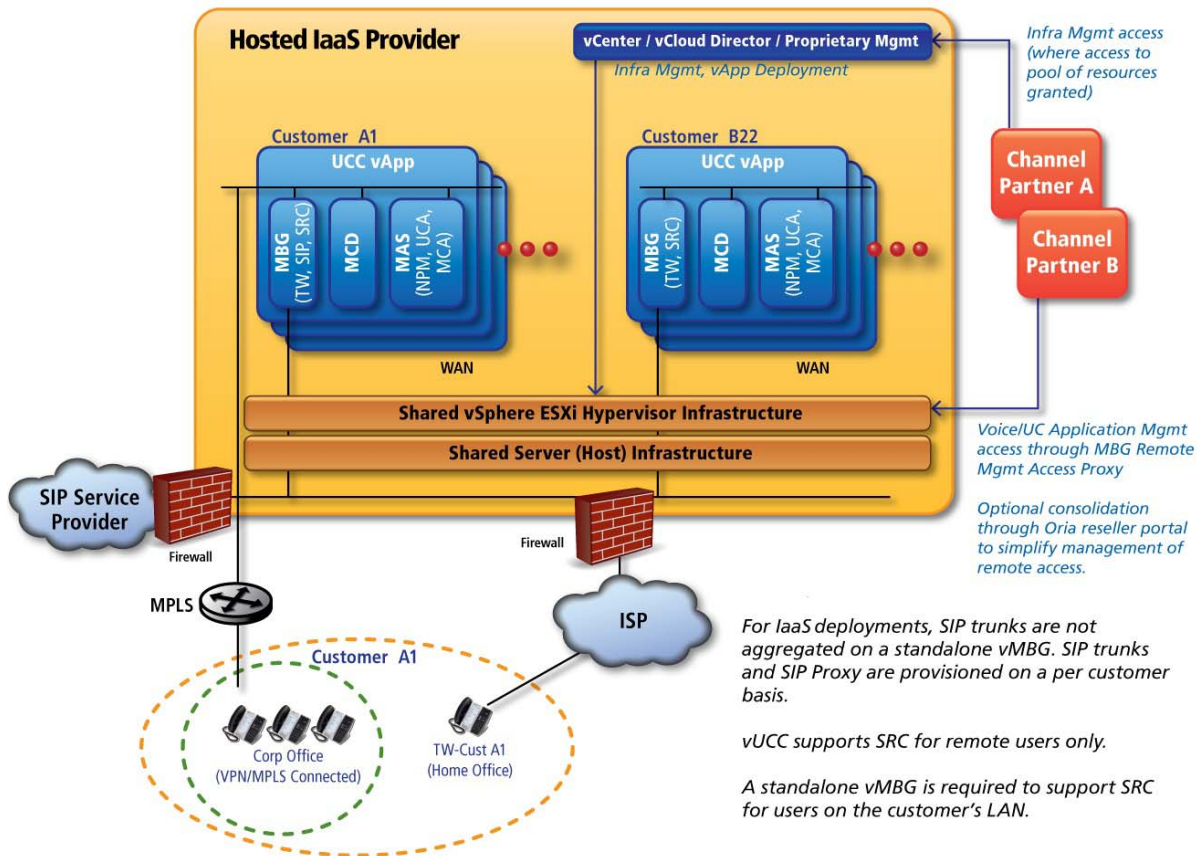 Hosted IaaS Provider
vCenter / vCloud Director / Proprietary Mgmt
Infra Mgmt, vApp Deployment
Infra Mgmt access
(where access to
pool of resources
granted)
Customer A1
UCC vApp
MBG
(TW, SIP, SRC)
MCD
MAS
(NPM, UCA,
MCA)
WAN
Customer B22
UCC vApp
MBG
(TW, SRC)
MCD
MAS
(NPM, UCA,
MCA)
WAN
Channel
Partner A
Channel
Partner B
Shared vSphere ESXi Hypervisor Infrastructure
Shared Server (Host) Infrastructure
Voice/UC Application Mgmt
access through MBG Remote
Mgmt Access Proxy
Optional consolidation
through Oria reseller portal
to simplify management of
remote access.
SIP Service
Provider
Firewall
Firewall
MPLS
ISP
Customer A1
Corp Office
(VPN/MPLS Connected)
TW-Cust A1
(Home Office)
For IaaS deployments, SIP trunks are not
aggregated on a standalone vMBG. SIP trunks
and SIP Proxy are provisioned on a per customer
basis.
vUCC supports SRC for remote users only.
A standalone vMBG is required to support SRC
for users on the customer's LAN.